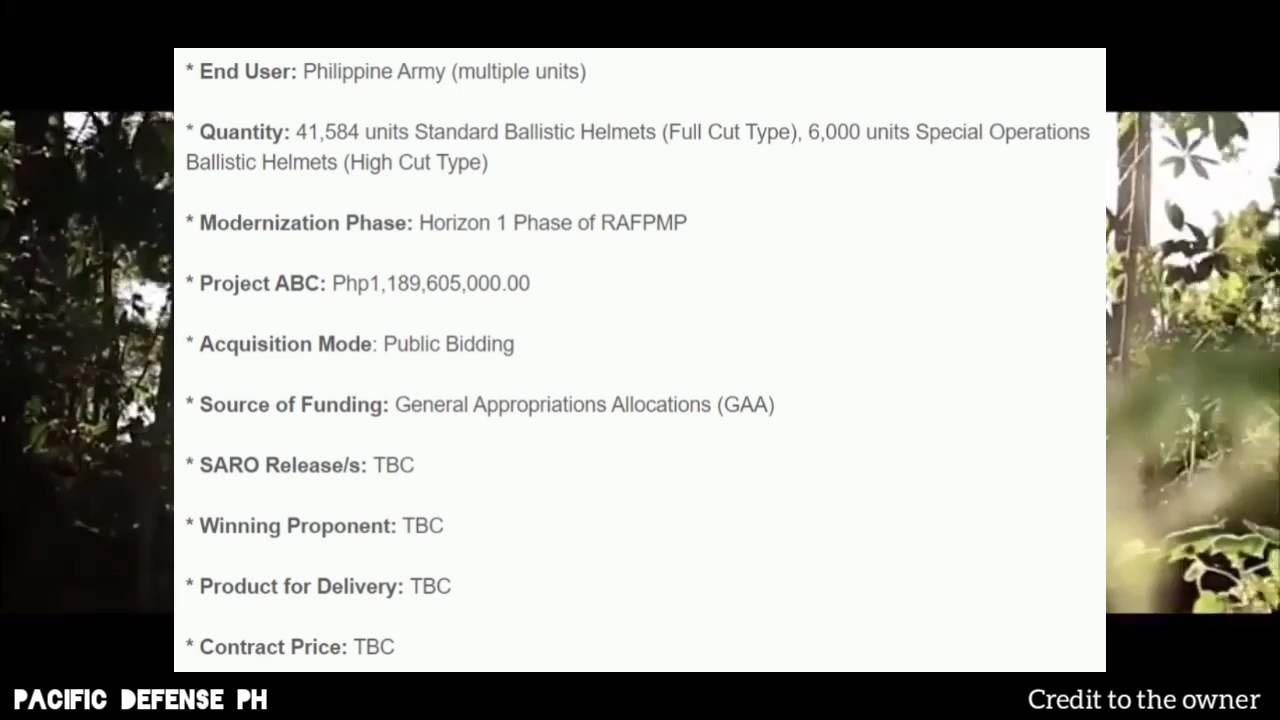 * End User: Philippine Army (multiple units)
* Quantity: 41,584 units Standard Ballistic Helmets (Full Cut Type), 6,000 units Special Operations
Ballistic Helmets (High Cut Type)
* Modernization Phase: Horizon 1 Phase of RAFPMP
* Project ABC: Php1,189,605,000.00
* Acquisition Mode: Public Bidding
* Source of Funding: General Appropriations Allocations (GAA)
* SARO Release/s: TBC
* Winning Proponent: TBC
* Product for Delivery: TBC
* Contract Price: TBC
PACIFIC DEFENSE PH
Credit to the owner